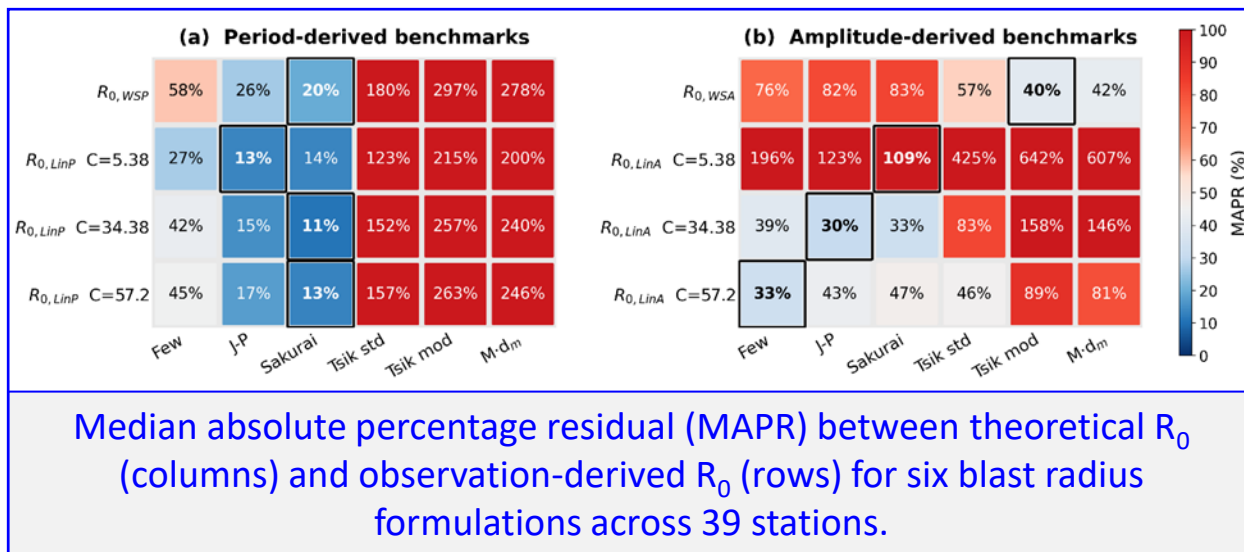 (a) Period-derived benchmarks
R0,WSP 58% 26% 20% 180% 297% 278%
R0,LinP C=5.38 27% 13% 14% 123% 215% 200%
R0,LinP C=34.38 42% 15% 11% 152% 257% 240%
R0,LinP C=57.2 45% 17% 13% 157% 263% 246%
Few J-P Sakurai Tsik std Tsik mod M·dm
(b) Amplitude-derived benchmarks
R0,WSA 76% 82% 83% 57% 40% 42%
R0,LinA C=5.38 196% 123% 109% 425% 642% 607%
R0,LinA C=34.38 39% 30% 33% 83% 158% 146%
R0,LinA C=57.2 33% 43% 47% 46% 89% 81%
Few J-P Sakurai Tsik std Tsik mod M·dm
100
90
80
70
60
50
40
30
20
10
0
MAPR (%)
Median absolute percentage residual (MAPR) between theoretical R0
(columns) and observation-derived R0 (rows) for six blast radius
formulations across 39 stations.